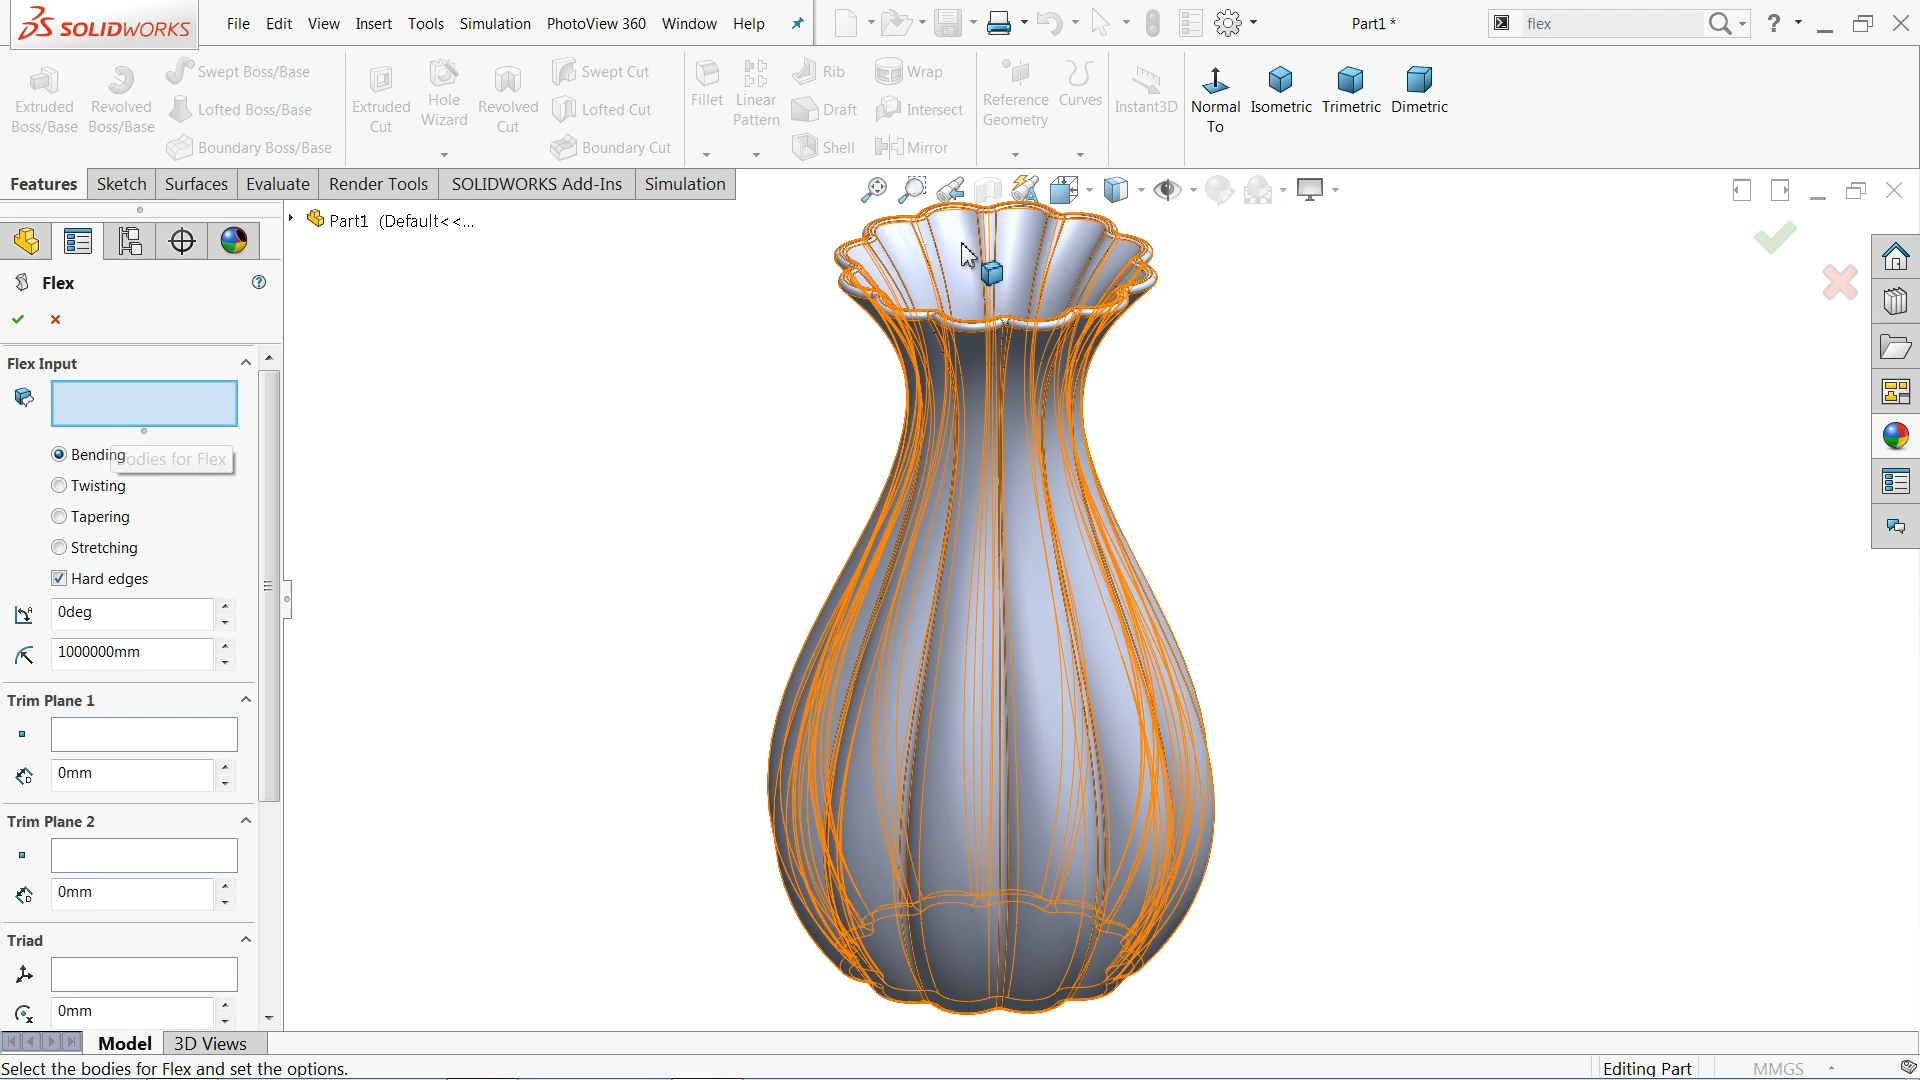 SOLIDWORKS
File Edit View Insert Tools Simulation PhotoView 360 Window Help
Part1 *
flex
Extruded Boss/Base
Revolved Boss/Base
Swept Boss/Base
Lofted Boss/Base
Boundary Boss/Base
Extruded Cut
Hole Wizard
Revolved Cut
Swept Cut
Lofted Cut
Boundary Cut
Fillet
Linear Pattern
Rib
Draft
Shell
Wrap
Intersect
Mirror
Reference Geometry
Curves
Instant3D
Normal To
Isometric
Trimetric
Dimetric
Features Sketch Surfaces Evaluate Render Tools SOLIDWORKS Add-Ins Simulation
Part1 (Default<<...
Flex
Flex Input
Bending
odies for Flex
Twisting
Tapering
Stretching
Hard edges
0deg
1000000mm
Trim Plane 1
0mm
Trim Plane 2
0mm
Triad
0mm
Model 3D Views
Select the bodies for Flex and set the options.
Editing Part
MMGS